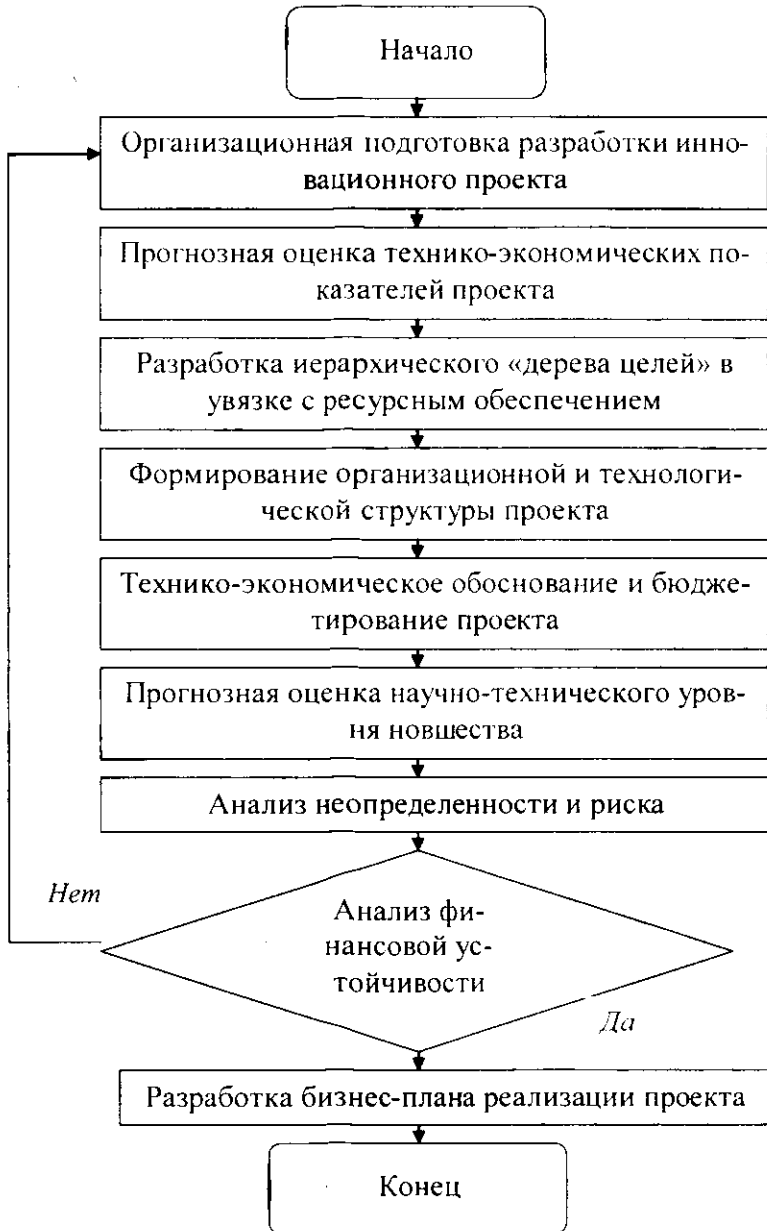 Начало
Организационная подготовка разработки инно-
вационного проекта
Прогнозная оценка технико-экономических по-
казателей проекта
Разработка иерархического «дерева целей» в
увязке с ресурсным обеспечением
Формирование организационной и технологи-
ческой структуры проекта
Технико-экономическое обоснование и бюдже-
тирование проекта
Прогнозная оценка научно-технического уров-
ня новшества
Анализ неопределенности и риска
Нет
Анализ фи-
нансовой ус-
тойчивости
Да
Разработка бизнес-плана реализации проекта
Конец